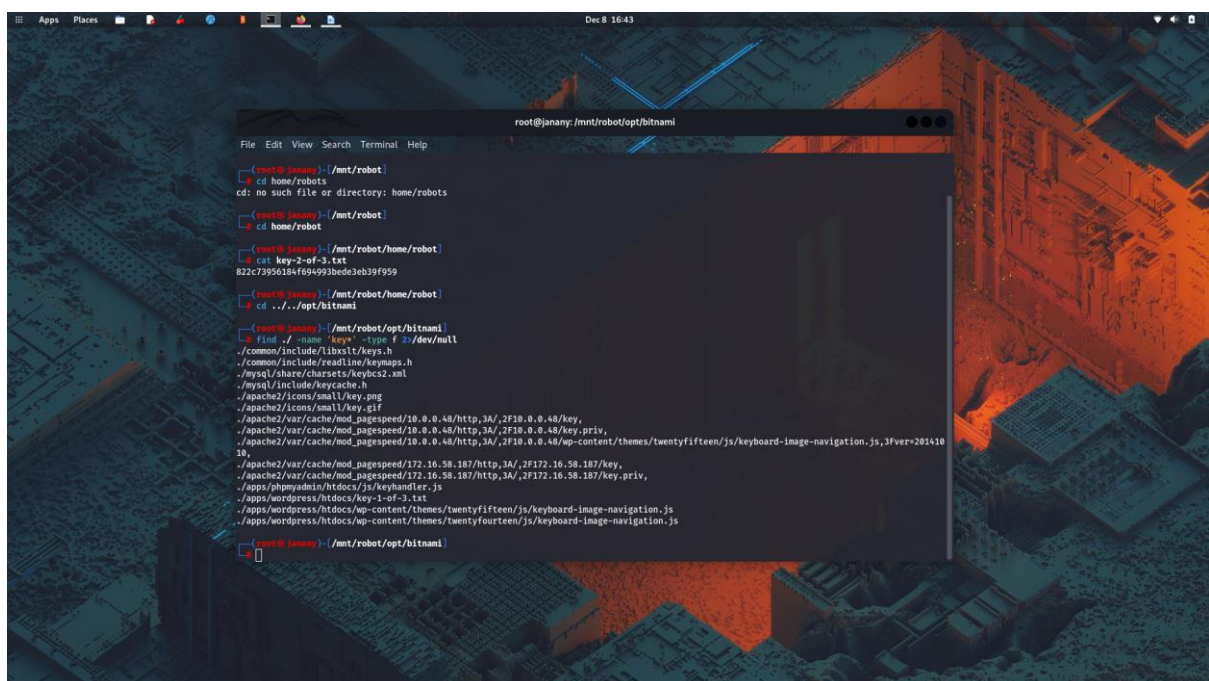 Apps Places Dec 8 16:43
root@janany: /mnt/robot/opt/bitnami
File Edit View Search Terminal Help
(root㉿janany)-[/mnt/robot]
# cd home/robots
cd: no such file or directory: home/robots
(root㉿janany)-[/mnt/robot]
# cd home/robot
(root㉿janany)-[/mnt/robot/home/robot]
# cat key-2-of-3.txt
822c73956184f694993bede3eb39f959
(root㉿janany)-[/mnt/robot/home/robot]
# cd ../../opt/bitnami
(root㉿janany)-[/mnt/robot/opt/bitnami]
# find ./ -name 'key*' -type f 2>/dev/null
./common/include/libxslt/keys.h
./common/include/readline/keymaps.h
./mysql/share/charsets/keybcs2.xml
./mysql/include/keycache.h
./apache2/icons/small/key.png
./apache2/icons/small/key.gif
./apache2/var/cache/mod_pagespeed/10.0.0.48/http,3A/,2F10.0.0.48/key,
./apache2/var/cache/mod_pagespeed/10.0.0.48/http,3A/,2F10.0.0.48/key.priv,
./apache2/var/cache/mod_pagespeed/10.0.0.48/http,3A/,2F10.0.0.48/wp-content/themes/twentyfifteen/js/keyboard-image-navigation.js,3Fver=201410
10,
./apache2/var/cache/mod_pagespeed/172.16.58.187/http,3A/,2F172.16.58.187/key,
./apache2/var/cache/mod_pagespeed/172.16.58.187/http,3A/,2F172.16.58.187/key.priv,
./apps/phpmyadmin/htdocs/js/keyhandler.js
./apps/wordpress/htdocs/key-1-of-3.txt
./apps/wordpress/htdocs/wp-content/themes/twentyfifteen/js/keyboard-image-navigation.js
./apps/wordpress/htdocs/wp-content/themes/twentyfourteen/js/keyboard-image-navigation.js
(root㉿janany)-[/mnt/robot/opt/bitnami]
#